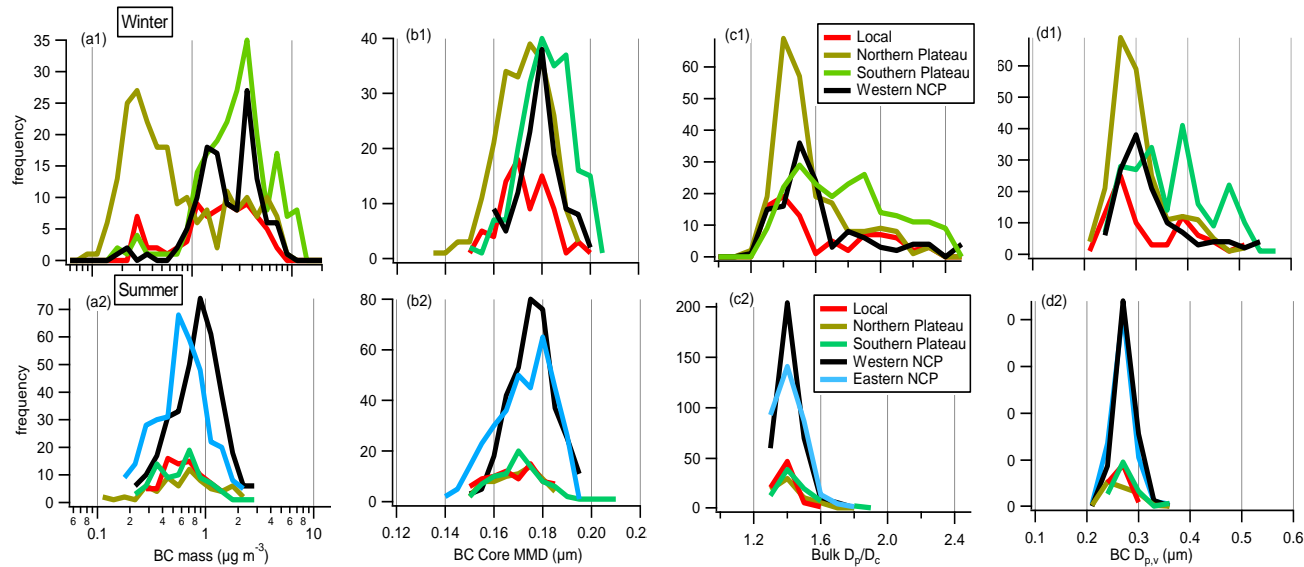 Winter
(a1)
35
30
25
20
15
10
5
0
frequency
(b1)
40
30
20
10
0
(c1)
60
50
40
30
20
10
0
Local
Northern Plateau
Southern Plateau
Western NCP
(d1)
60
50
40
30
20
10
0
Summer
(a2)
70
60
50
40
30
20
10
0
frequency
6 8 0.1 2 4 6 8 1 2 4 6 8 10
BC mass (µg m⁻³)
(b2)
80
60
40
20
0
0.12 0.14 0.16 0.18 0.20 0.22
BC Core MMD (µm)
(c2)
200
150
100
50
0
Local
Northern Plateau
Southern Plateau
Western NCP
Eastern NCP
1.2 1.6 2.0 2.4
Bulk Dp/Dc
(d2)
0
0
0
0
0
0.1 0.2 0.3 0.4 0.5 0.6
BC Dp,v (µm)